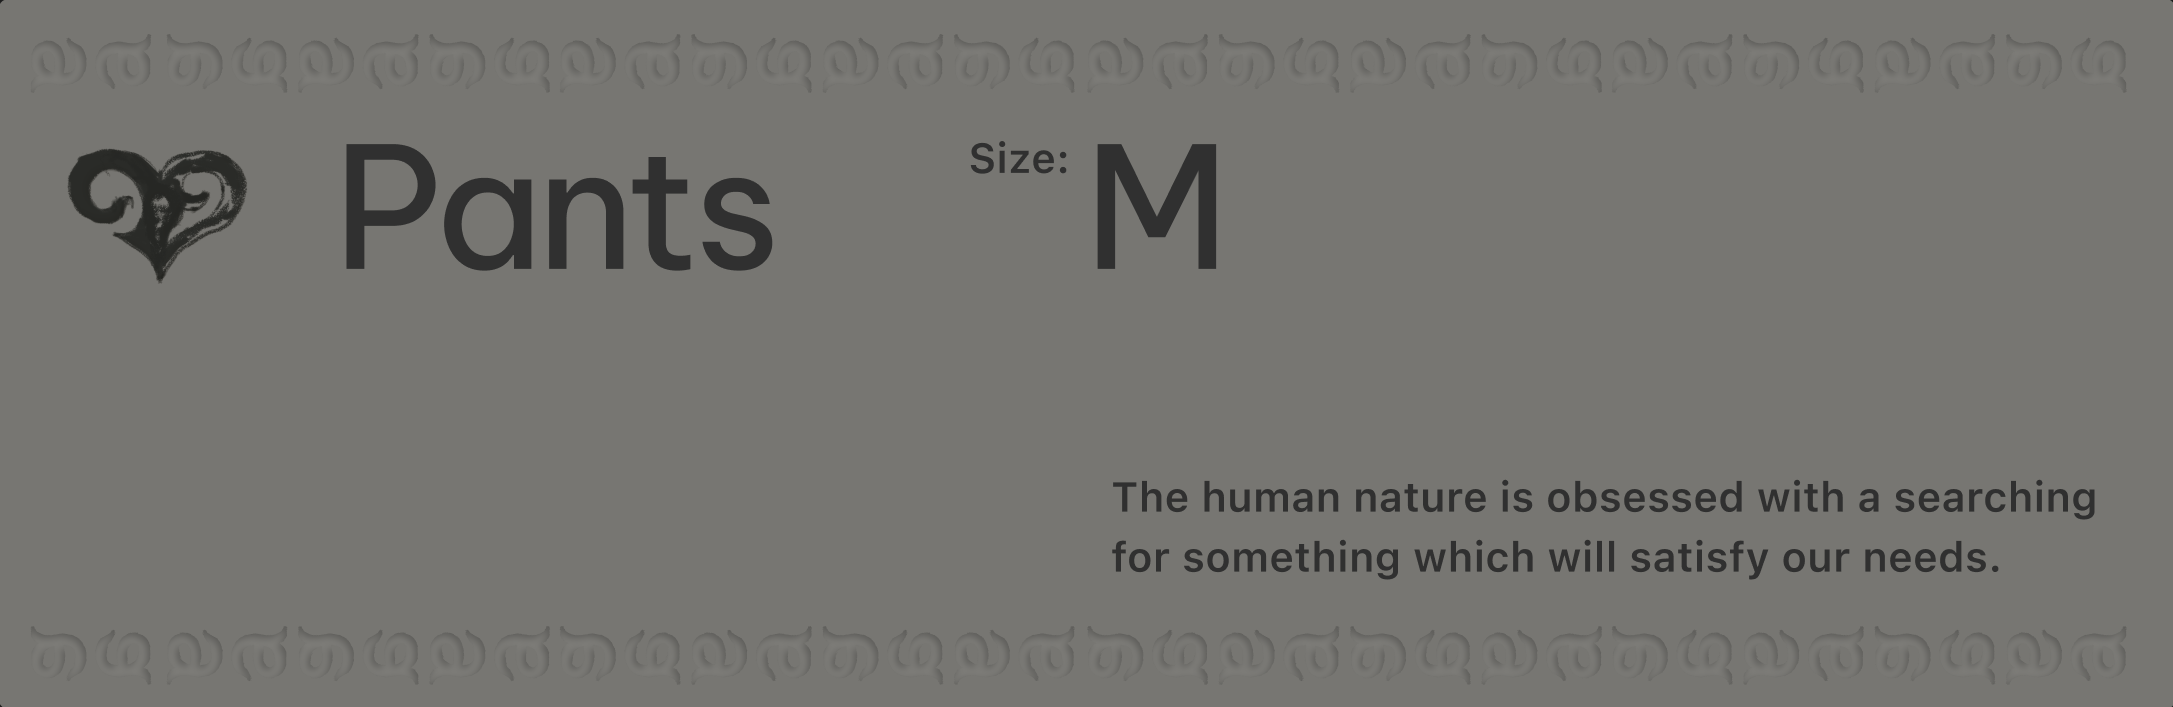 Pants
Size: M
The human nature is obsessed with a searching
for something which will satisfy our needs.